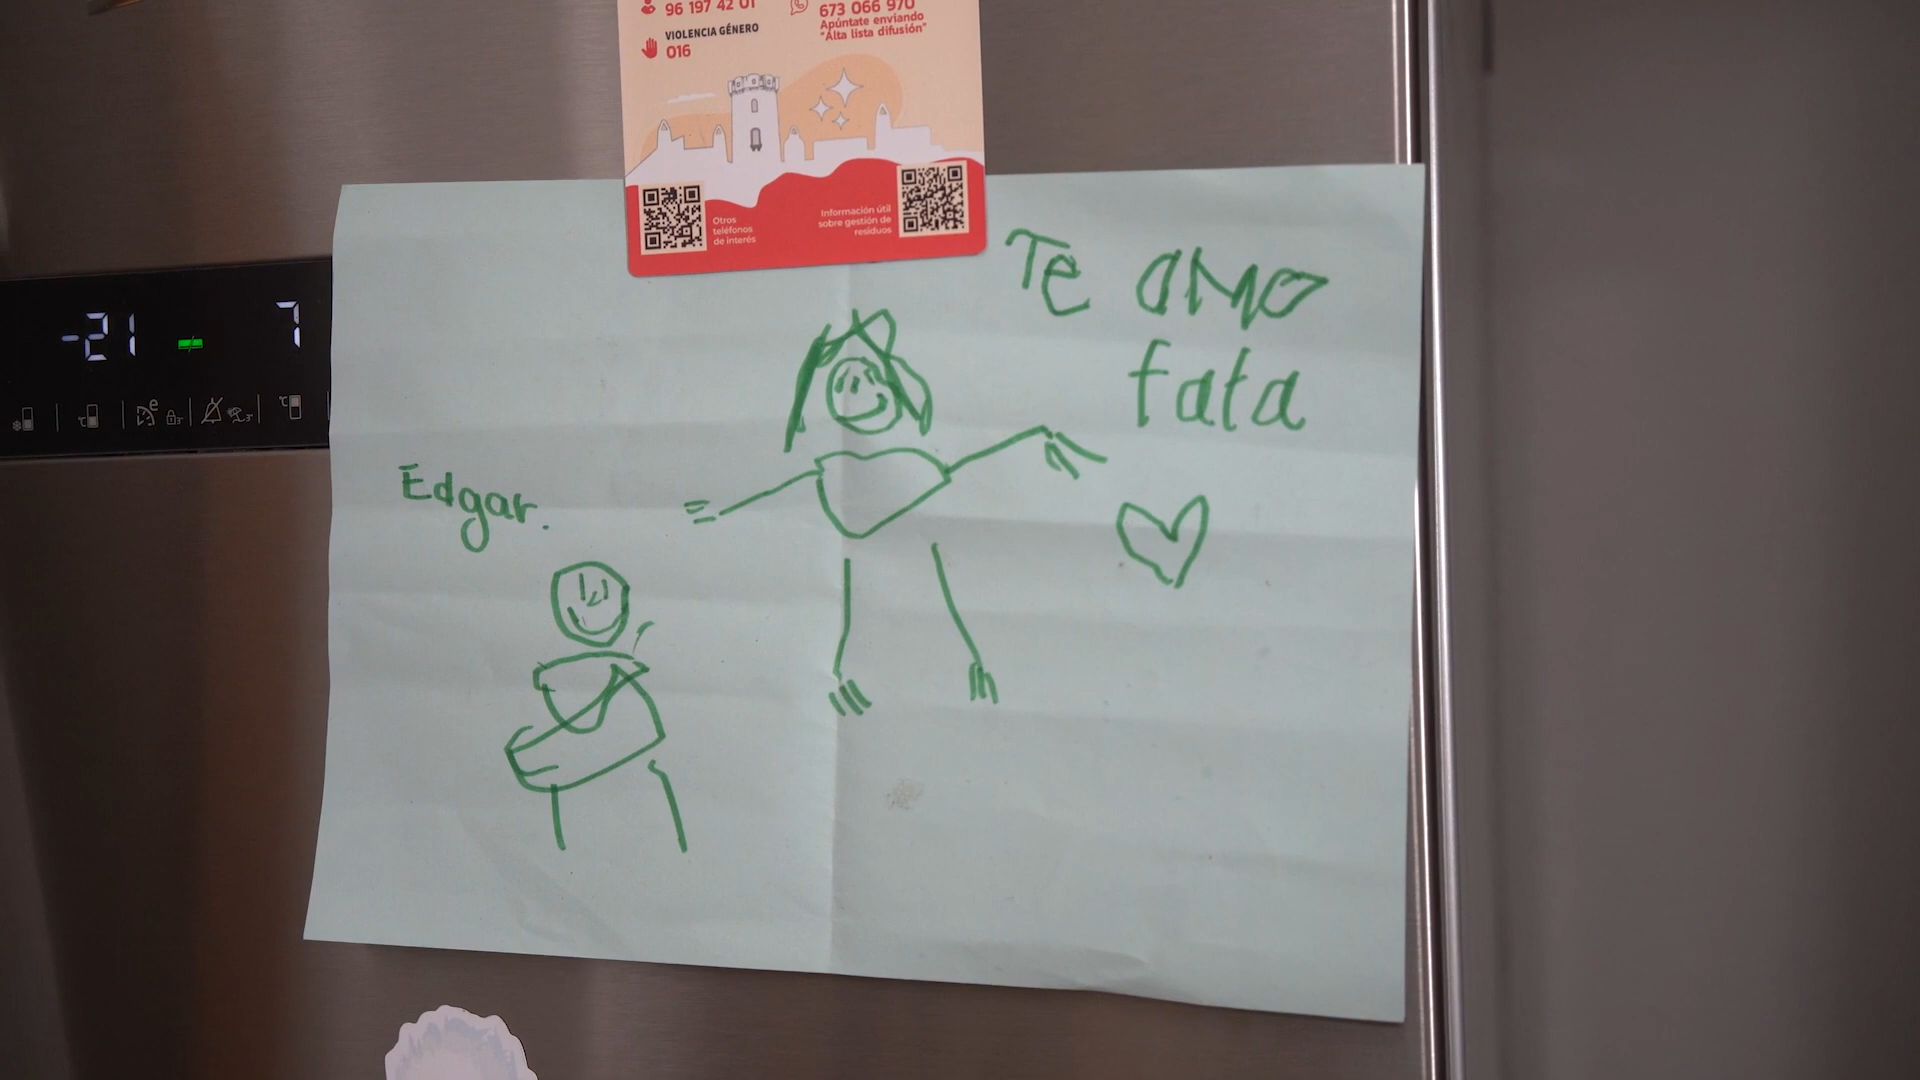 96 197 42 01
673 066 970
Apúntate enviando
"Alta lista difusión"
VIOLENCIA GÉNERO
016
Otros
teléfonos
de interés
Información útil
sobre gestión de
residuos
-21
7
Te amo
tata
Edgar.